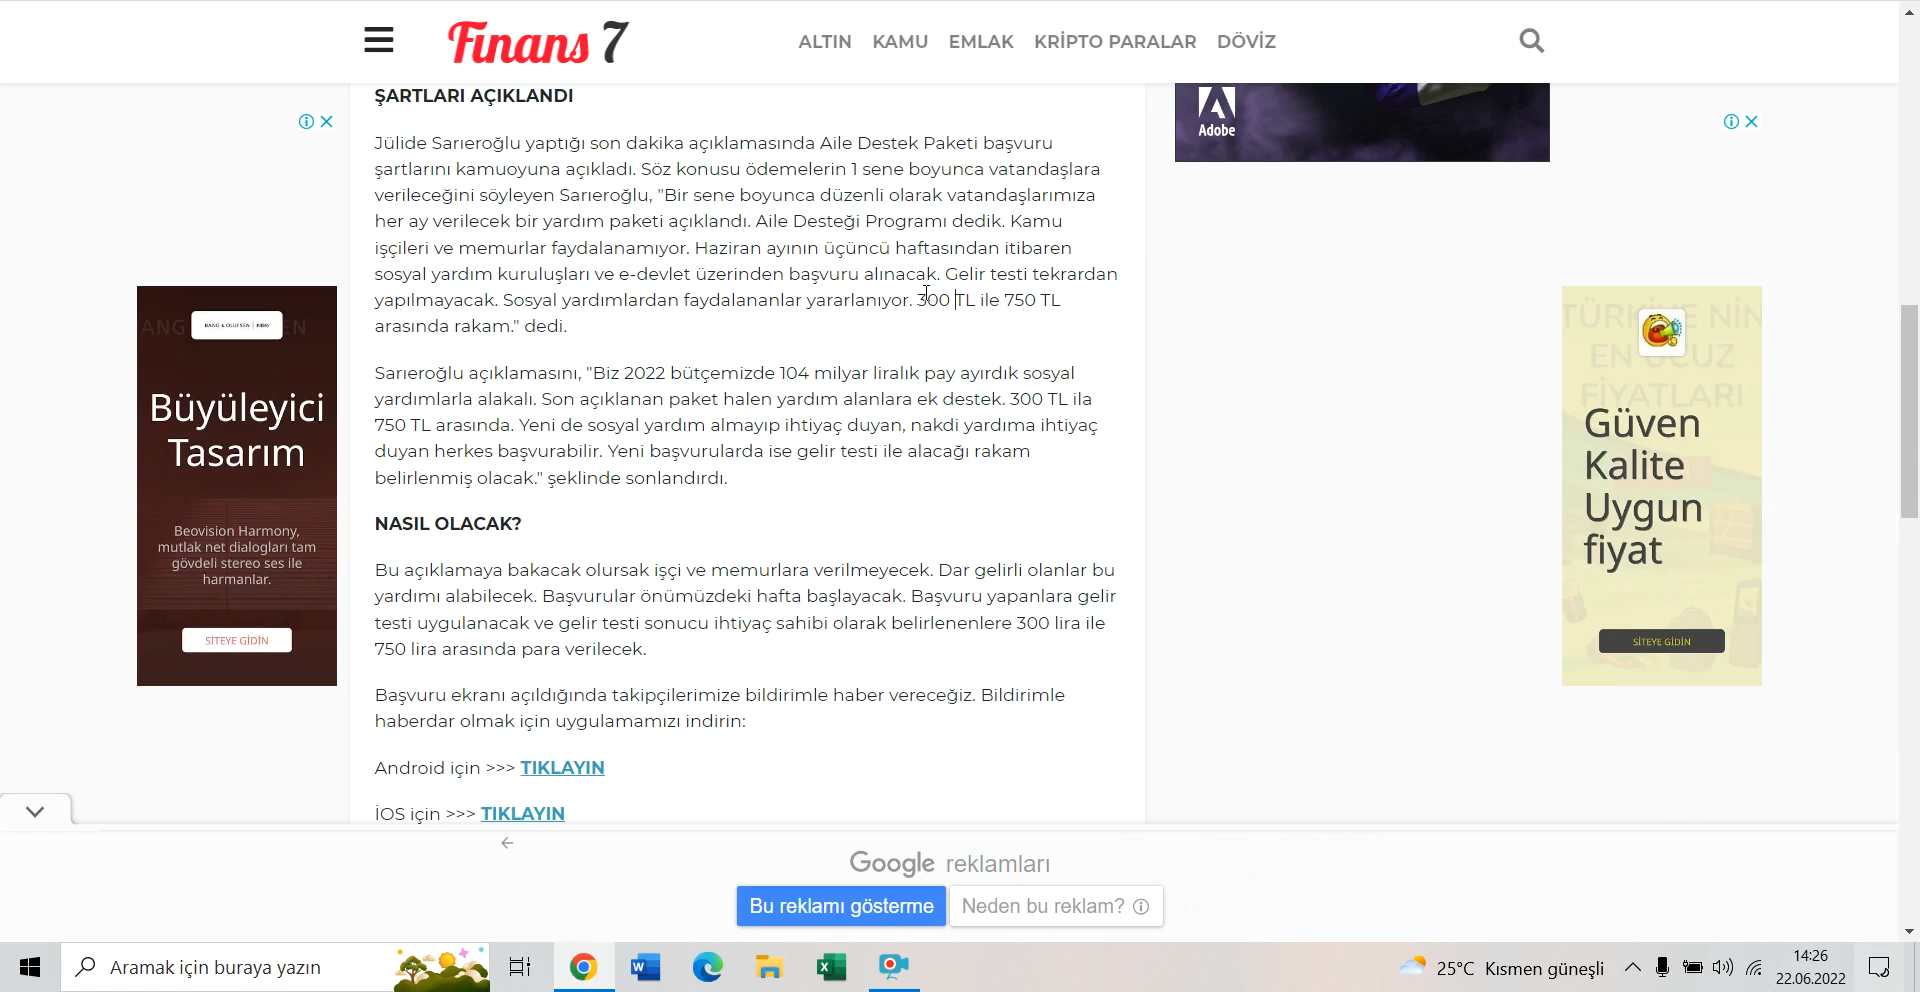 Finans 7
ALTIN KAMU EMLAK KRİPTO PARALAR DÖVİZ
ŞARTLARI AÇIKLANDI
Adobe
Jülide Sarıeroğlu yaptığı son dakika açıklamasında Aile Destek Paketi başvuru
şartlarını kamuoyuna açıkladı. Söz konusu ödemelerin 1 sene boyunca vatandaşlara
verileceğini söyleyen Sarıeroğlu, "Bir sene boyunca düzenli olarak vatandaşlarımıza
her ay verilecek bir yardım paketi açıklandı. Aile Desteği Programı dedik. Kamu
işçileri ve memurlar faydalanamıyor. Haziran ayının üçüncü haftasından itibaren
sosyal yardım kuruluşları ve e-devlet üzerinden başvuru alınacak. Gelir testi tekrardan
yapılmayacak. Sosyal yardımlardan faydalananlar yararlanıyor. 300 TL ile 750 TL
arasında rakam." dedi.
Sarıeroğlu açıklamasını, "Biz 2022 bütçemizde 104 milyar liralık pay ayırdık sosyal
yardımlarla alakalı. Son açıklanan paket halen yardım alanlara ek destek. 300 TL ila
750 TL arasında. Yeni de sosyal yardım almayıp ihtiyaç duyan, nakdi yardıma ihtiyaç
duyan herkes başvurabilir. Yeni başvurularda ise gelir testi ile alacağı rakam
belirlenmiş olacak." şeklinde sonlandırdı.
NASIL OLACAK?
Bu açıklamaya bakacak olursak işçi ve memurlara verilmeyecek. Dar gelirli olanlar bu
yardımı alabilecek. Başvurular önümüzdeki hafta başlayacak. Başvuru yapanlara gelir
testi uygulanacak ve gelir testi sonucu ihtiyaç sahibi olarak belirlenenlere 300 lira ile
750 lira arasında para verilecek.
Başvuru ekranı açıldığında takipçilerimize bildirimle haber vereceğiz. Bildirimle
haberdar olmak için uygulamamızı indirin:
Android için >>> TIKLAYIN
İOS için >>> TIKLAYIN
BANG & OLUFSEN
Büyüleyici
Tasarım
Beovision Harmony,
mutlak net dialogları tam
gövdeli stereo ses ile
harmanlar.
SİTEYE GİDİN
TÜRKİYE NİN
EN UCUZ
FİYATLARI
Güven
Kalite
Uygun
fiyat
SİTEYE GİDİN
Google reklamları
Bu reklamı gösterme
Neden bu reklam?
Aramak için buraya yazın
25°C Kısmen güneşli
14:26
22.06.2022